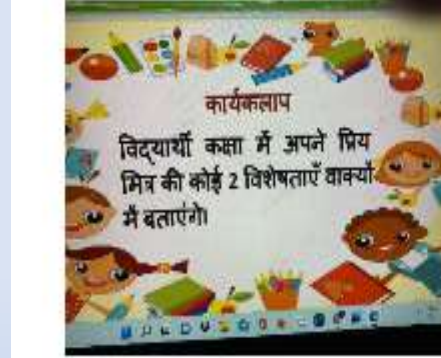 कार्यकलाप
विद्यार्थी कक्षा में अपने प्रिय
मित्र की कोई 2 विशेषताएँ वाक्यों
में बताएंगे।